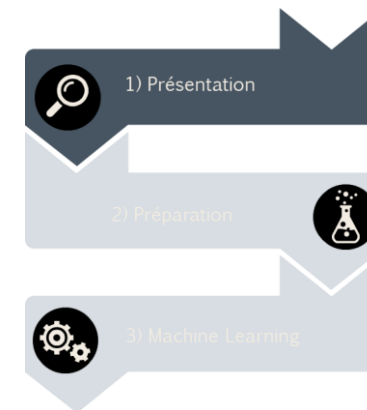 1) Présentation
2) Préparation
3) Machine Learning